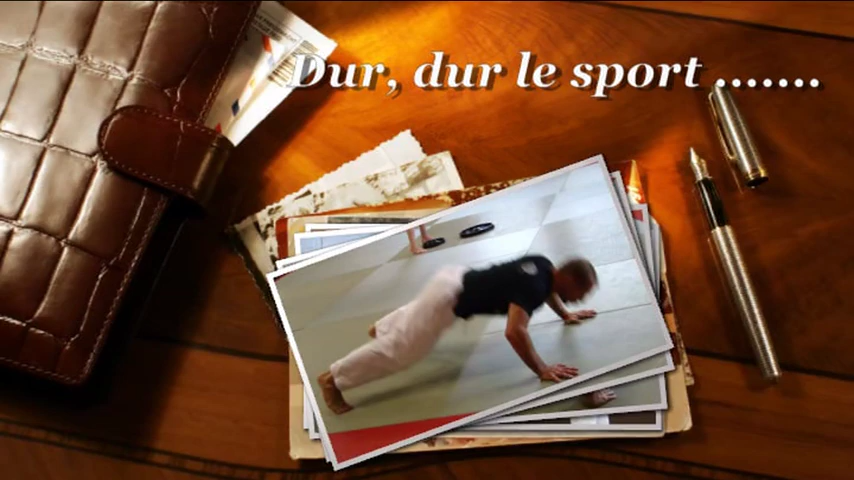 Dur, dur le sport .......